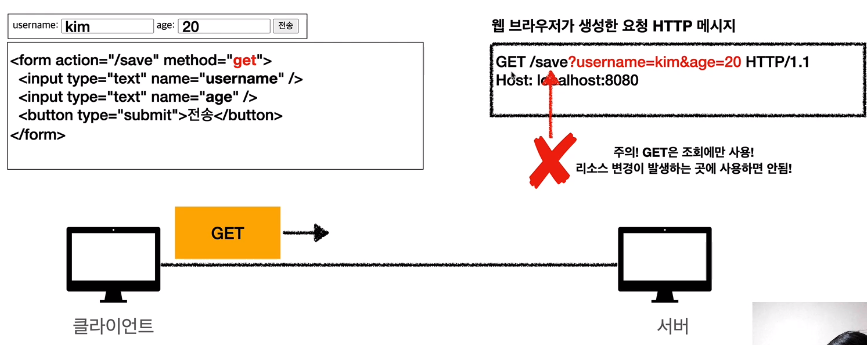 username: kim age: 20 전송
<form action="/save" method="get">
<input type="text" name="username" />
<input type="text" name="age" />
<button type="submit">전송</button>
</form>
웹 브라우저가 생성한 요청 HTTP 메시지
GET /save?username=kim&age=20 HTTP/1.1
Host: localhost:8080
주의! GET은 조회에만 사용!
리소스 변경이 발생하는 곳에 사용하면 안됨!
GET
클라이언트
서버